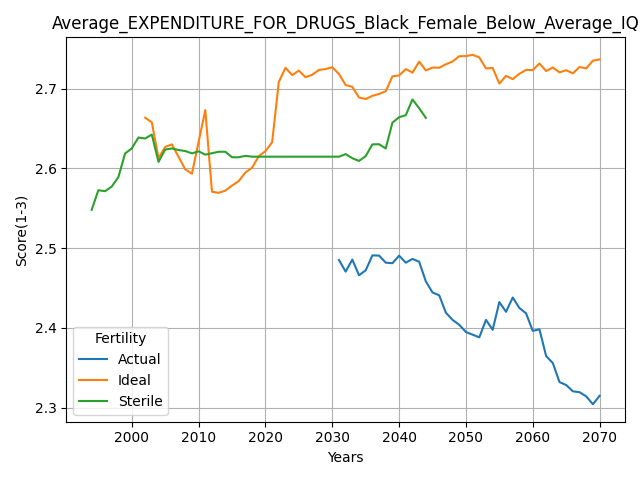 Average_EXPENDITURE_FOR_DRUGS_Black_Female_Below_Average_IQ
Score(1-3)
2.7
2.6
2.5
2.4
2.3
Fertility
Actual
Ideal
Sterile
2000 2010 2020 2030 2040 2050 2060 2070
Years